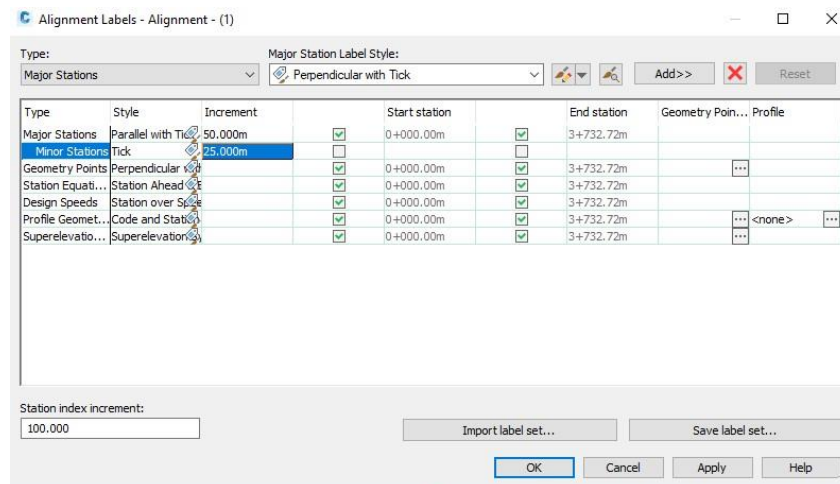 Alignment Labels - Alignment - (1)
Type: Major Station Label Style:
Major Stations Perpendicular with Tick Add>> Reset
Type Style Increment Start station End station Geometry Poin... Profile
Major Stations Parallel with Tic 50.000m 0+000.00m 3+732.72m
Minor Stations Tick 25.000m
Geometry Points Perpendicular 0+000.00m 3+732.72m ...
Station Equati... Station Ahead 0+000.00m 3+732.72m
Design Speeds Station over 0+000.00m 3+732.72m
Profile Geomet... Code and Stati 0+000.00m 3+732.72m ... <none> ...
Superelevatio... Superelevation 0+000.00m 3+732.72m ...
Station index increment:
100.000 Import label set... Save label set...
OK Cancel Apply Help